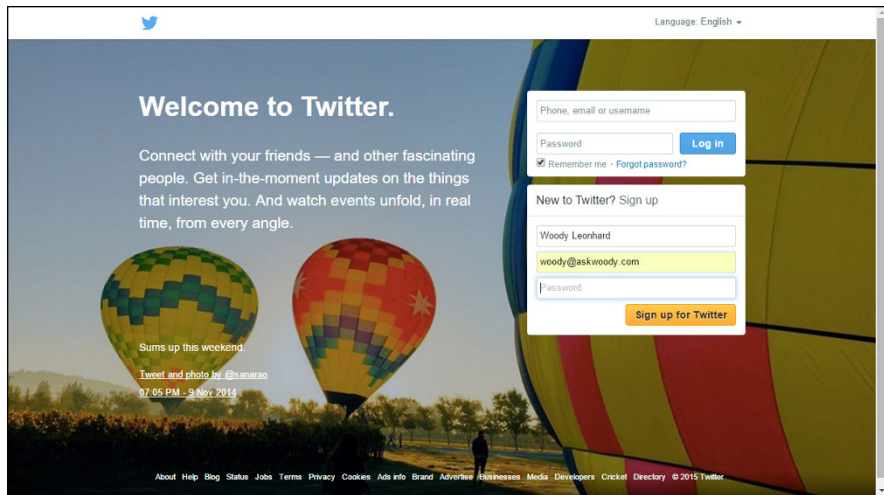 Language: English
Welcome to Twitter.
Connect with your friends — and other fascinating
people. Get in-the-moment updates on the things
that interest you. And watch events unfold, in real
time, from every angle.
Phone, email or username
Password
Log in
Remember me · Forgot password?
New to Twitter? Sign up
Woody Leonhard
woody@askwoody.com
Password
Sign up for Twitter
Sums up this weekend.
Tweet and photo by @sanarao
07:05 PM - 9 Nov 2014
About Help Blog Status Jobs Terms Privacy Cookies Ads info Brand Advertise Businesses Media Developers Cricket Directory © 2015 Twitter